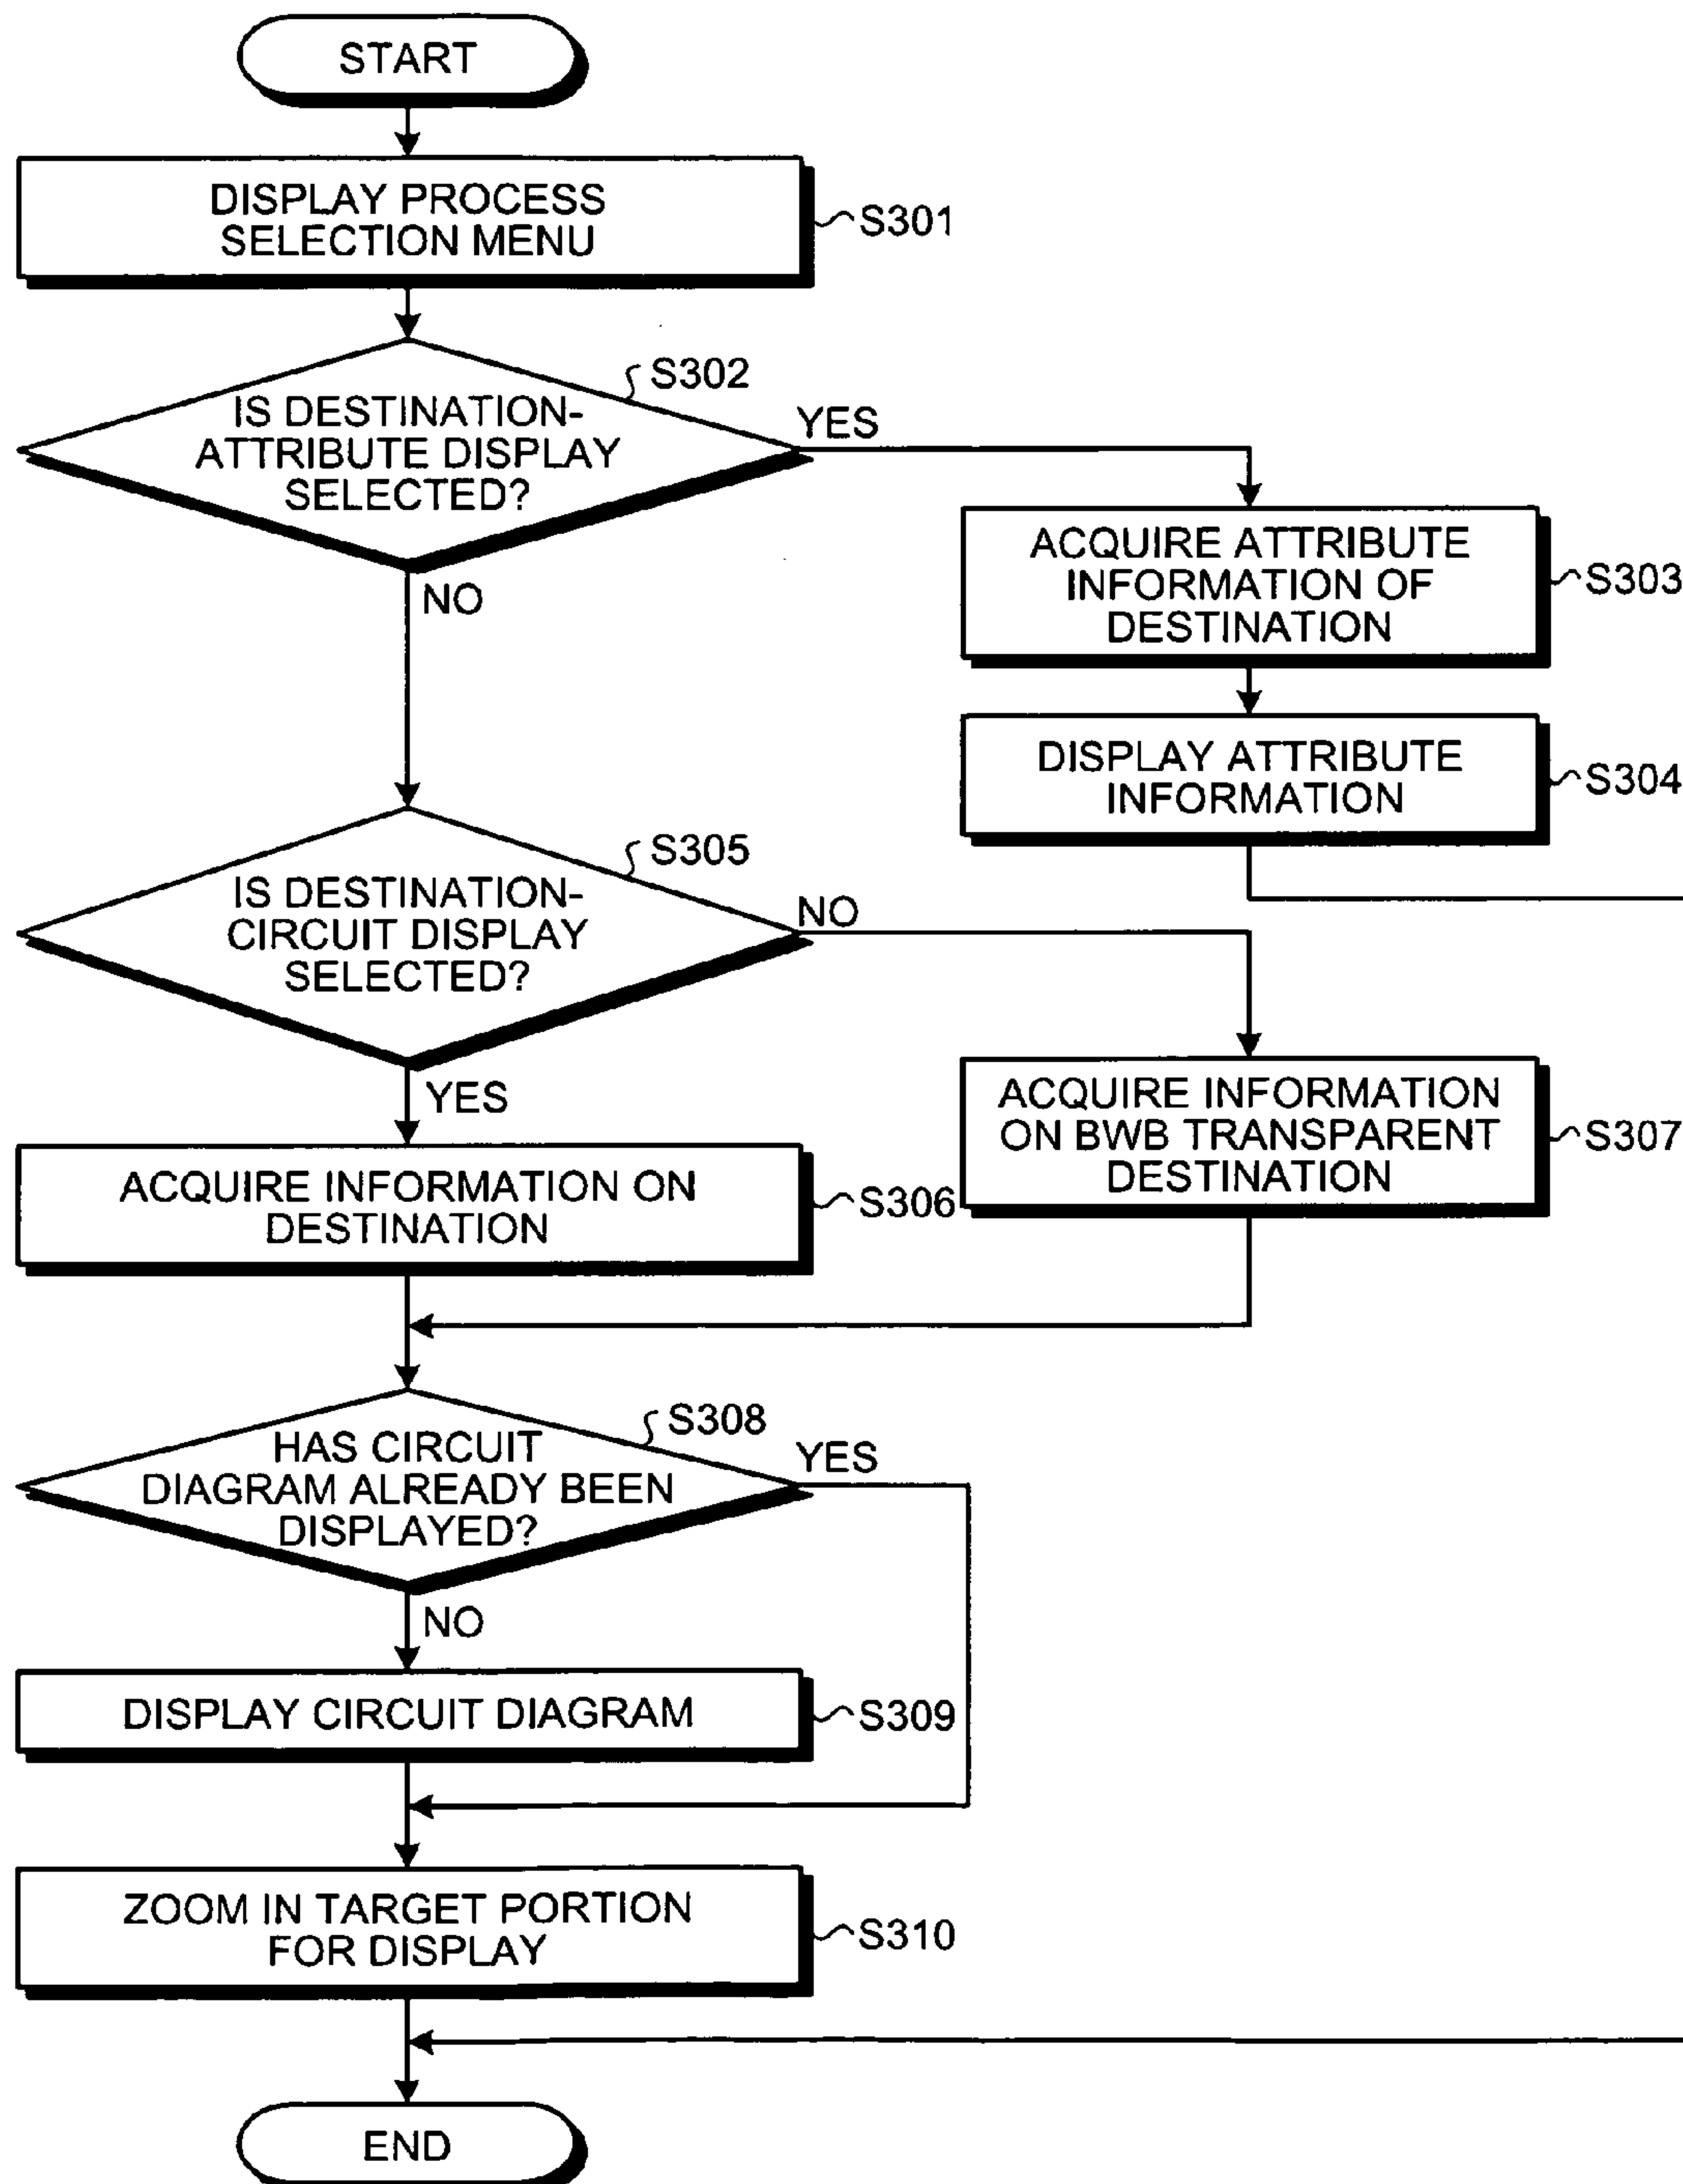 START
DISPLAY PROCESS
SELECTION MENU
S301
S302
IS DESTINATION-
ATTRIBUTE DISPLAY
SELECTED?
YES
NO
ACQUIRE ATTRIBUTE
INFORMATION OF
DESTINATION
S303
DISPLAY ATTRIBUTE
INFORMATION
S304
S305
IS DESTINATION-
CIRCUIT DISPLAY
SELECTED?
NO
YES
ACQUIRE INFORMATION ON
DESTINATION
S306
ACQUIRE INFORMATION
ON BWB TRANSPARENT
DESTINATION
S307
S308
HAS CIRCUIT
DIAGRAM ALREADY BEEN
DISPLAYED?
YES
NO
DISPLAY CIRCUIT DIAGRAM
S309
ZOOM IN TARGET PORTION
FOR DISPLAY
S310
END